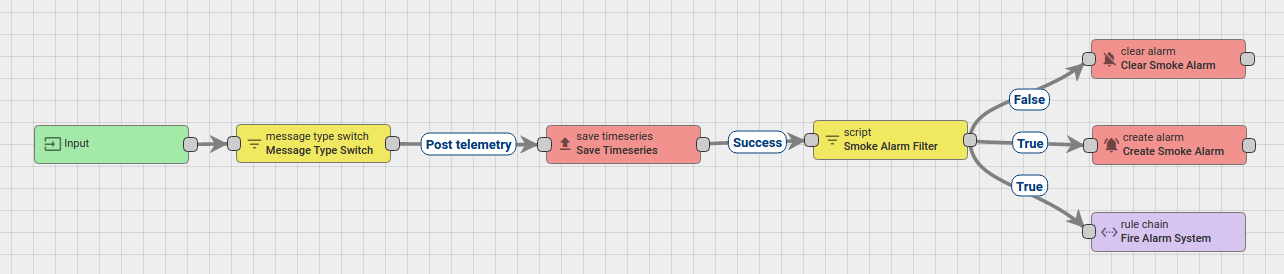 Input
message type switch
Message Type Switch
Post telemetry
save timeseries
Save Timeseries
Success
script
Smoke Alarm Filter
False
clear alarm
Clear Smoke Alarm
True
create alarm
Create Smoke Alarm
True
rule chain
Fire Alarm System